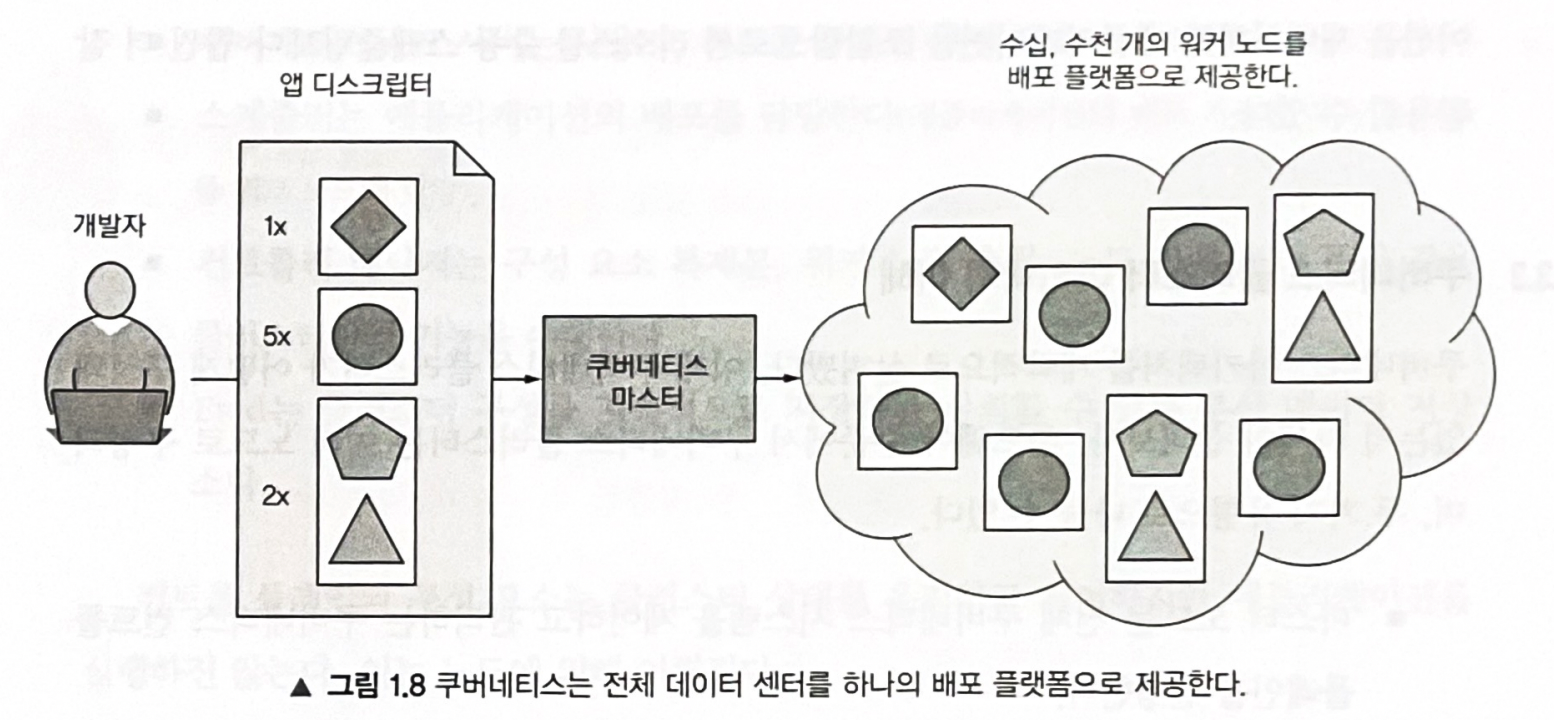 수십, 수천 개의 워커 노드를
배포 플랫폼으로 제공한다.
앱 디스크립터
개발자
1x
5x
2x
쿠버네티스
마스터
▲ 그림 1.8 쿠버네티스는 전체 데이터 센터를 하나의 배포 플랫폼으로 제공한다.